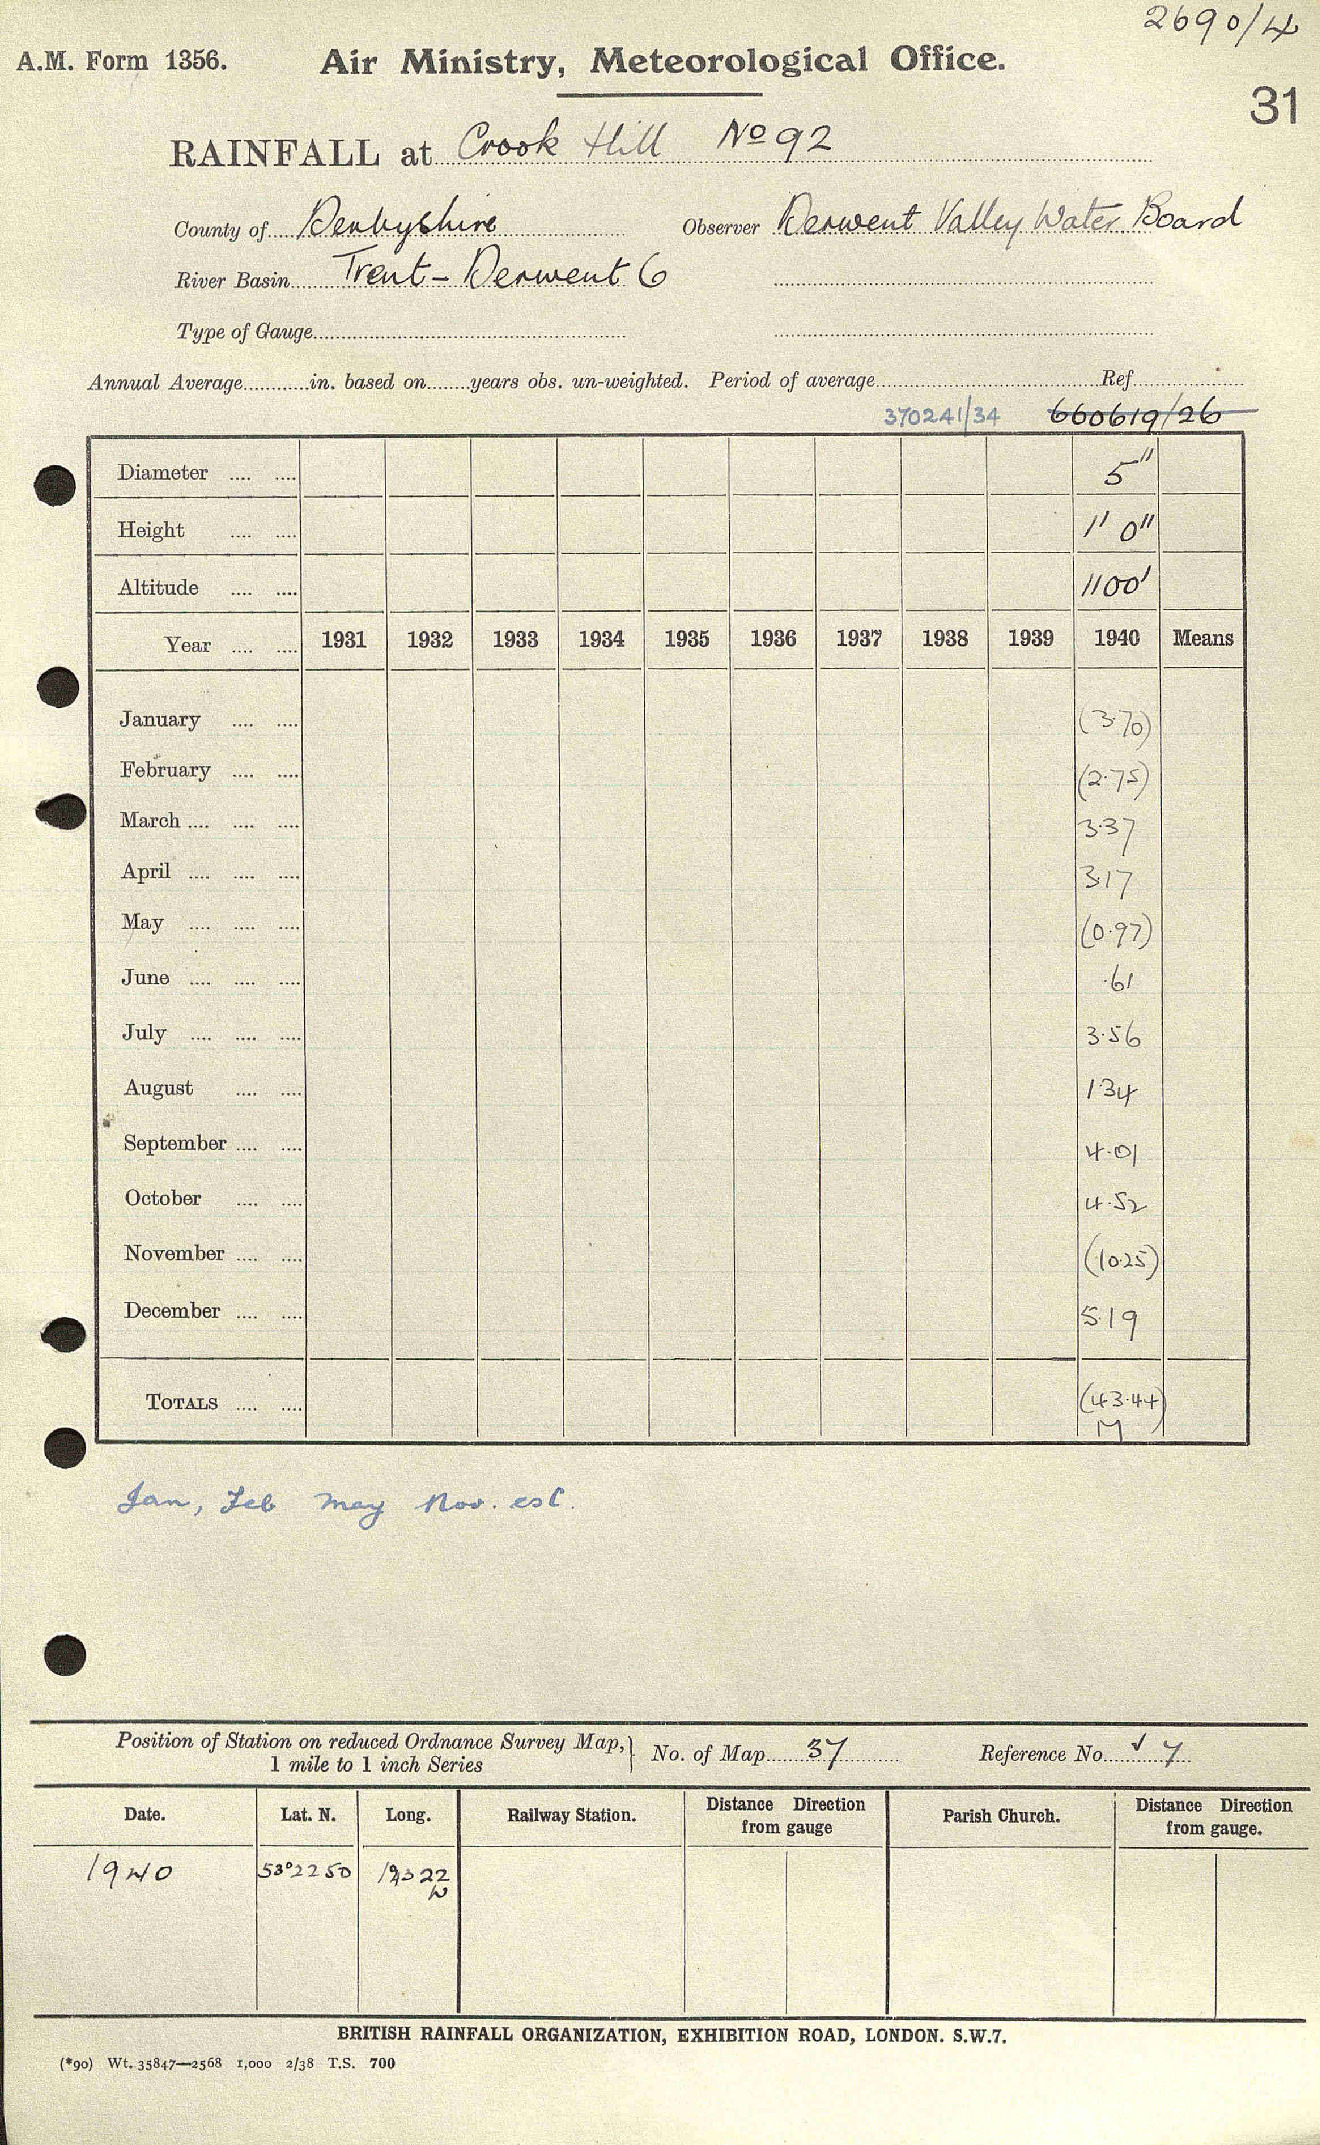 2690/4
A.M. Form 1356. Air Ministry, Meteorological Office.
31
RAINFALL at Crook Hill No 92
County of Derbyshire Observer Derwent Valley Water Board
River Basin Trent - Derwent 6
Type of Gauge
Annual Average in. based on years obs. un-weighted. Period of average Ref
370241/34 660619/26
Diameter 5"
Height 1' 0"
Altitude 1100'
Year 1931 1932 1933 1934 1935 1936 1937 1938 1939 1940 Means
January (3.70)
February (2.75)
March 3.37
April 3.17
May (0.97)
June .61
July 3.56
August 1.34
September 4.01
October 4.52
November (10.25)
December 5.19
TOTALS (43.44)
M
Jan, Feb May Nov. est.
Position of Station on reduced Ordnance Survey Map, } No. of Map 37 Reference No ✓ 7
1 mile to 1 inch Series
Date. Lat. N. Long. Railway Station. Distance Direction from gauge Parish Church. Distance Direction from gauge.
1940 53°22 50
W
BRITISH RAINFALL ORGANIZATION, EXHIBITION ROAD, LONDON. S.W.7.
(*90) Wt. 35847—2568 1,000 2/38 T.S. 700